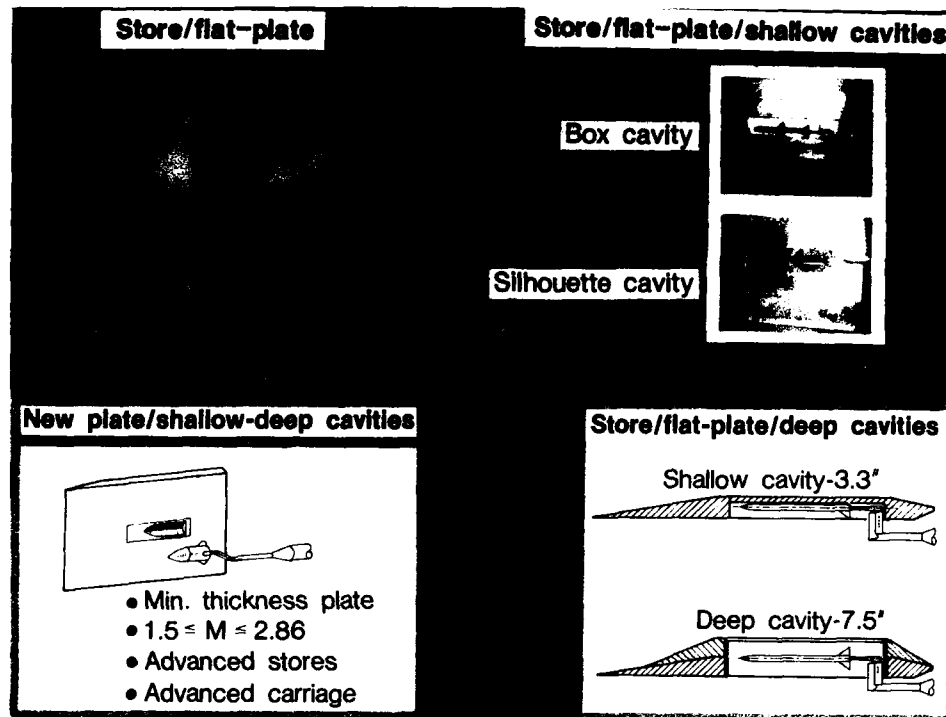 Store/flat-plate
Store/flat-plate/shallow cavities
Box cavity
Silhouette cavity
New plate/shallow-deep cavities
• Min. thickness plate
• 1.5 ≤ M ≤ 2.86
• Advanced stores
• Advanced carriage
Store/flat-plate/deep cavities
Shallow cavity-3.3"
Deep cavity-7.5"